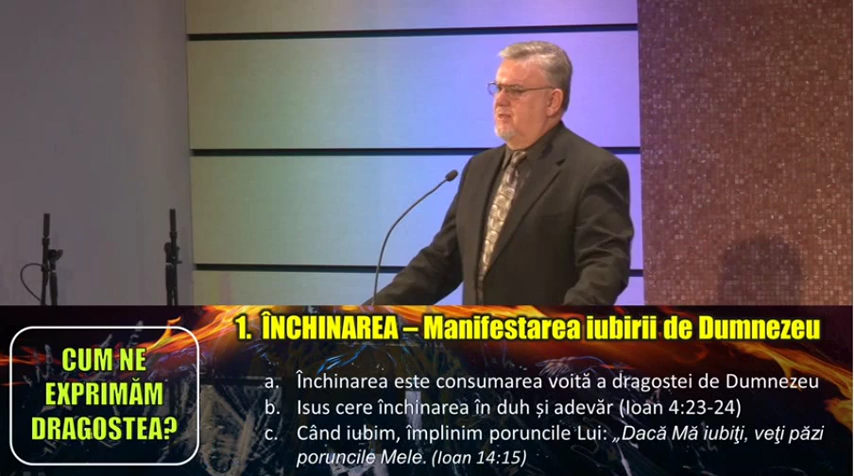 1. ÎNCHINAREA – Manifestarea iubirii de Dumnezeu
CUM NE
EXPRIMĂM
DRAGOSTEA?
a. Închinarea este consumarea voită a dragostei de Dumnezeu
b. Isus cere închinarea în duh și adevăr (Ioan 4:23-24)
c. Când iubim, împlinim poruncile Lui: „Dacă Mă iubiţi, veţi păzi
poruncile Mele. (Ioan 14:15)